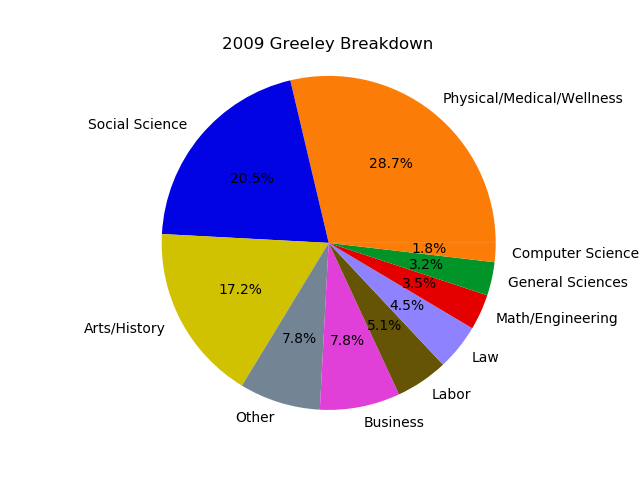 2009 Greeley Breakdown
Physical/Medical/Wellness
28.7%
Social Science
20.5%
Arts/History
17.2%
Other
7.8%
Business
7.8%
Labor
5.1%
Law
4.5%
Math/Engineering
3.5%
General Sciences
3.2%
Computer Science
1.8%